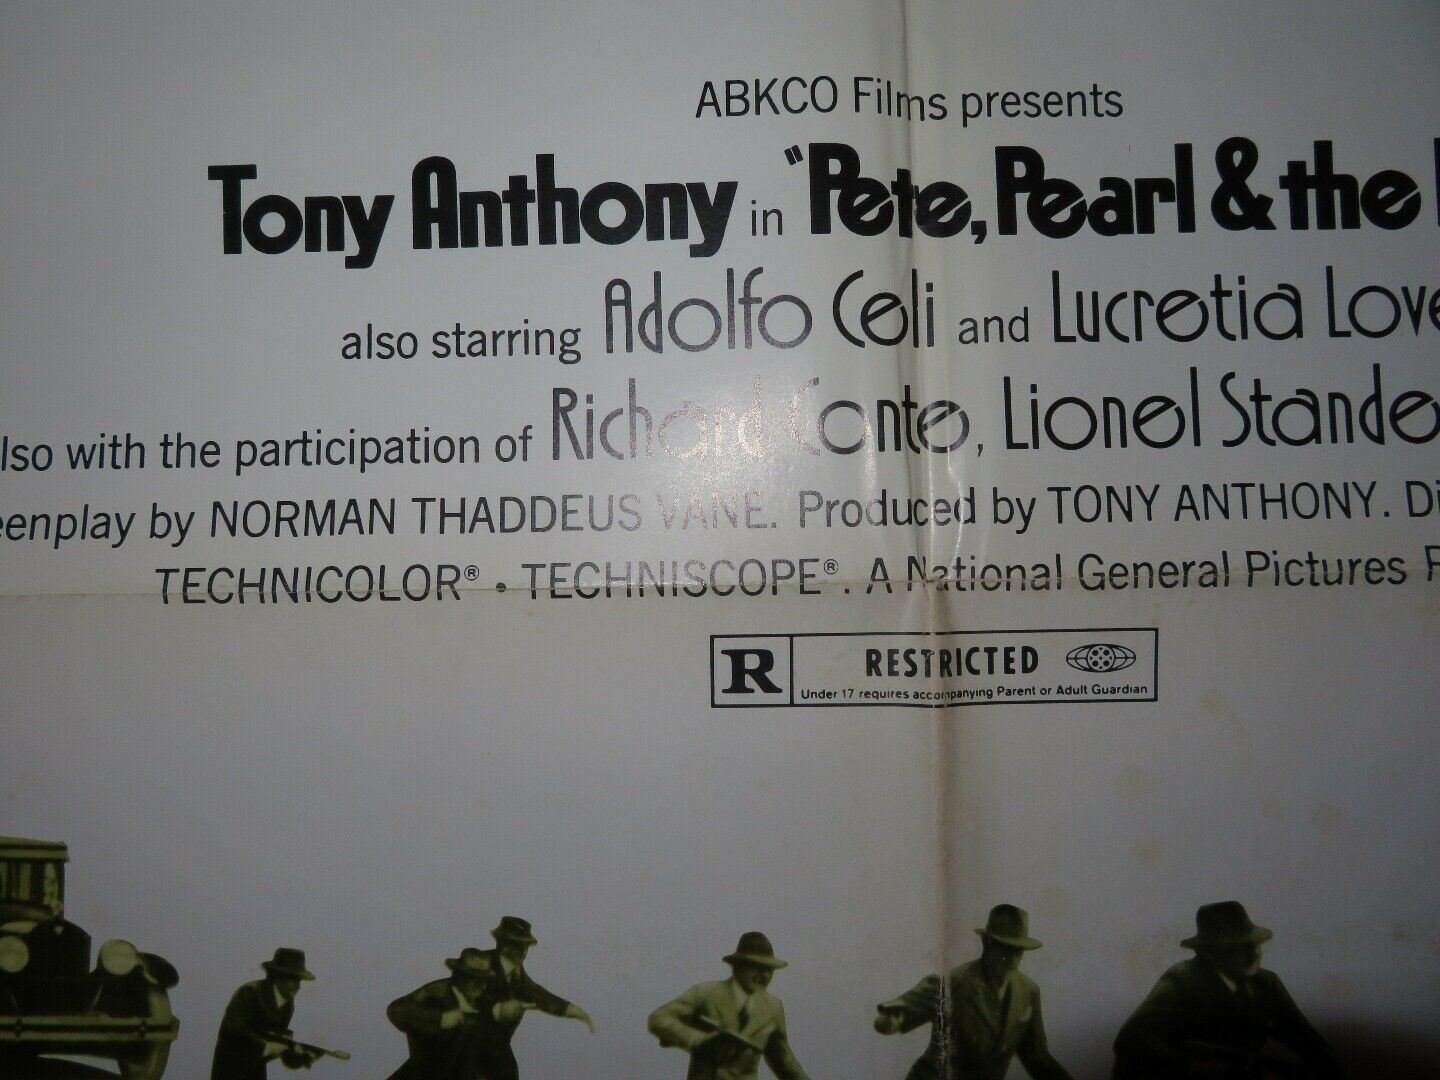 ABKCO Films presents
Tony Anthony in "Pete, Pearl & the
also starring Adolfo Celi and Lucretia Love
lso with the participation of Richard Conte, Lionel Stande
eenplay by NORMAN THADDEUS VANE. Produced by TONY ANTHONY. Di
TECHNICOLOR® • TECHNISCOPE®. A National General Pictures
R RESTRICTED
Under 17 requires accompanying Parent or Adult Guardian